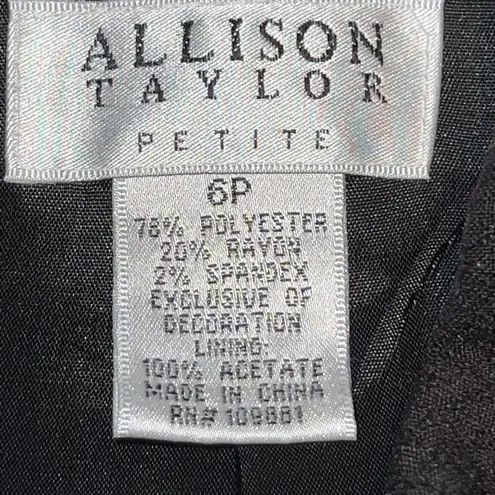 ALLISON
TAYLOR
PETITE
6P
78% POLYESTER
20% RAYON
2% SPANDEX
EXCLUSIVE OF
DECORATION
LINING:
100% ACETATE
MADE IN CHINA
RN# 109881